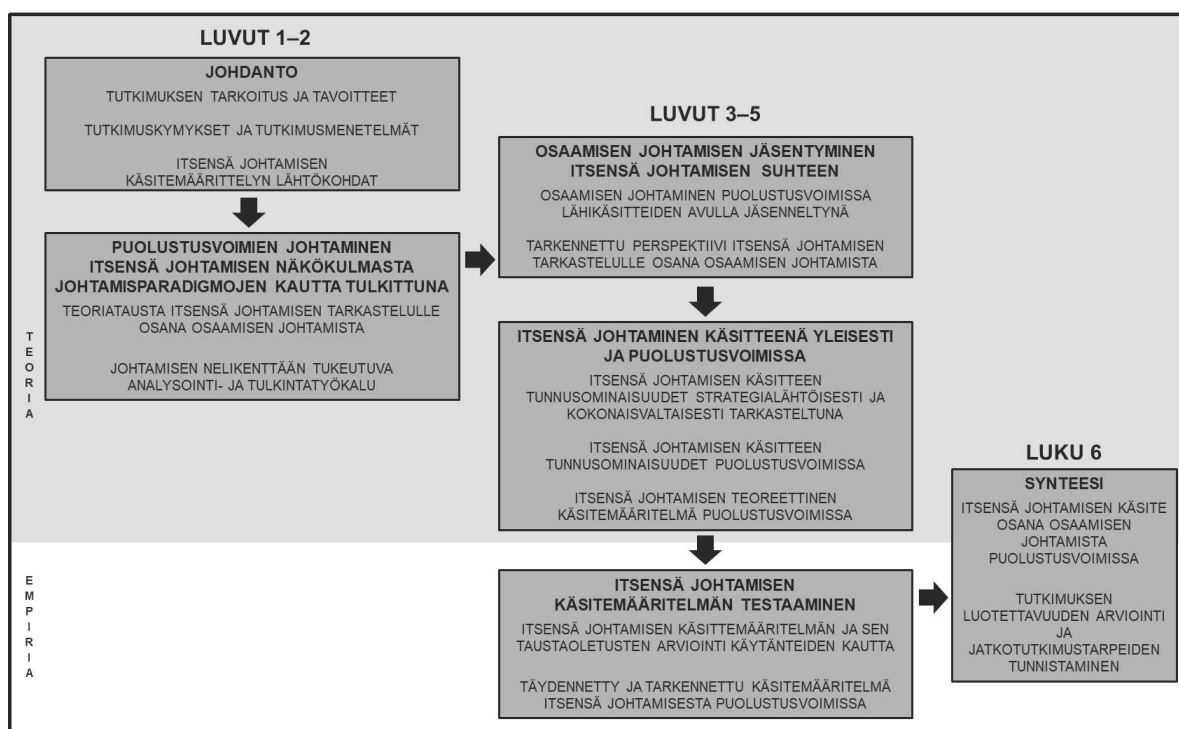 LUVUT 1–2
JOHDANTO
TUTKIMUKSEN TARKOITUS JA TAVOITTEET
TUTKIMUSKYMYKSET JA TUTKIMUSMENETELMÄT
ITSENSÄ JOHTAMISEN
KÄSITEMÄÄRITTELYN LÄHTÖKOHDAT
PUOLUSTUSVOIMIEN JOHTAMINEN
ITSENSÄ JOHTAMISEN NÄKÖKULMASTA
JOHTAMISPARADIGMOJEN KAUTTA TULKITTUNA
TEORIATAUSTA ITSENSÄ JOHTAMISEN TARKASTELULLE
OSANA OSAAMISEN JOHTAMISTA
JOHTAMISEN NELIKENTTÄÄN TUKEUTUVA
ANALYSOINTI- JA TULKINTATYÖKALU
LUVUT 3–5
OSAAMISEN JOHTAMISEN JÄSENTYMINEN
ITSENSÄ JOHTAMISEN SUHTEEN
OSAAMISEN JOHTAMINEN PUOLUSTUSVOIMISSA
LÄHIKÄSITTEIDEN AVULLA JÄSENNELTYNÄ
TARKENNETTU PERSPEKTIIVI ITSENSÄ JOHTAMISEN
TARKASTELULLE OSANA OSAAMISEN JOHTAMISTA
ITSENSÄ JOHTAMINEN KÄSITTEENÄ YLEISESTI
JA PUOLUSTUSVOIMISSA
ITSENSÄ JOHTAMISEN KÄSITTEEN
TUNNUSOMINAISUUDET STRATEGIALÄHTÖISESTI JA
KOKONAISVALTAISESTI TARKASTELTUNA
ITSENSÄ JOHTAMISEN KÄSITTEEN
TUNNUSOMINAISUUDET PUOLUSTUSVOIMISSA
ITSENSÄ JOHTAMISEN TEOREETTINEN
KÄSITEMÄÄRITELMÄ PUOLUSTUSVOIMISSA
ITSENSÄ JOHTAMISEN
KÄSITEMÄÄRITELMÄN TESTAAMINEN
ITSENSÄ JOHTAMISEN KÄSITTEMÄÄRITELMÄN JA SEN
TAUSTAOLETUSTEN ARVIOINTI KÄYTÄNTEIDEN KAUTTA
TÄYDENNETTY JA TARKENNETTU KÄSITEMÄÄRITELMÄ
ITSENSÄ JOHTAMISESTA PUOLUSTUSVOIMISSA
LUKU 6
SYNTEESI
ITSENSÄ JOHTAMISEN KÄSITE
OSANA OSAAMISEN
JOHTAMISTA
PUOLUSTUSVOIMISSA
TUTKIMUKSEN
LUOTETTAVUUDEN ARVIOINTI
JA
JATKOTUTKIMUSTARPEIDEN
TUNNISTAMINEN
TEORIA
EMPIRIA